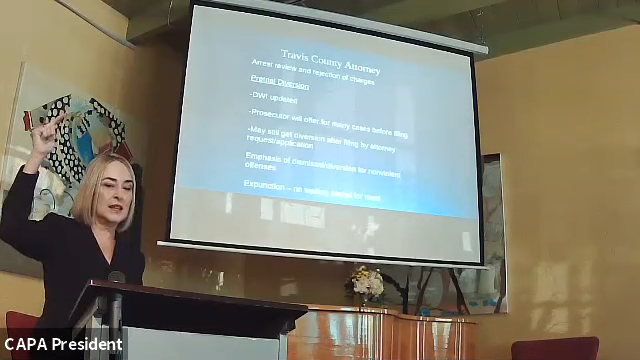 Travis County Attorney
Arrest review and rejection of charges
Pretrial Diversion
-DWI updated
-Prosecutor will offer for many cases before filing
-May still get diversion after filing by attorney
request/application
Emphasis of dismissal/diversion for nonviolent
offenses
Expunction – no waiting period for most
CAPA President